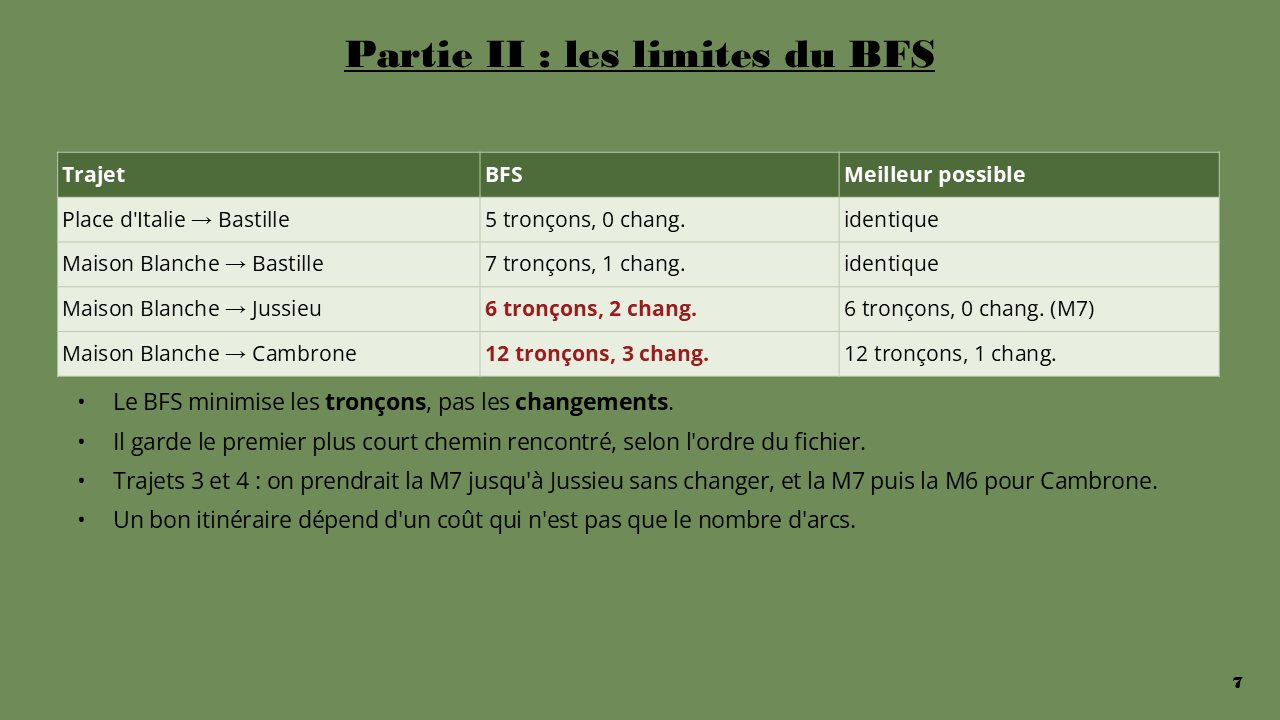 Partie II : les limites du BFS
Trajet BFS Meilleur possible
Place d'Italie → Bastille 5 tronçons, 0 chang. identique
Maison Blanche → Bastille 7 tronçons, 1 chang. identique
Maison Blanche → Jussieu 6 tronçons, 2 chang. 6 tronçons, 0 chang. (M7)
Maison Blanche → Cambrone 12 tronçons, 3 chang. 12 tronçons, 1 chang.
• Le BFS minimise les tronçons, pas les changements.
• Il garde le premier plus court chemin rencontré, selon l'ordre du fichier.
• Trajets 3 et 4 : on prendrait la M7 jusqu'à Jussieu sans changer, et la M7 puis la M6 pour Cambrone.
• Un bon itinéraire dépend d'un coût qui n'est pas que le nombre d'arcs.
7